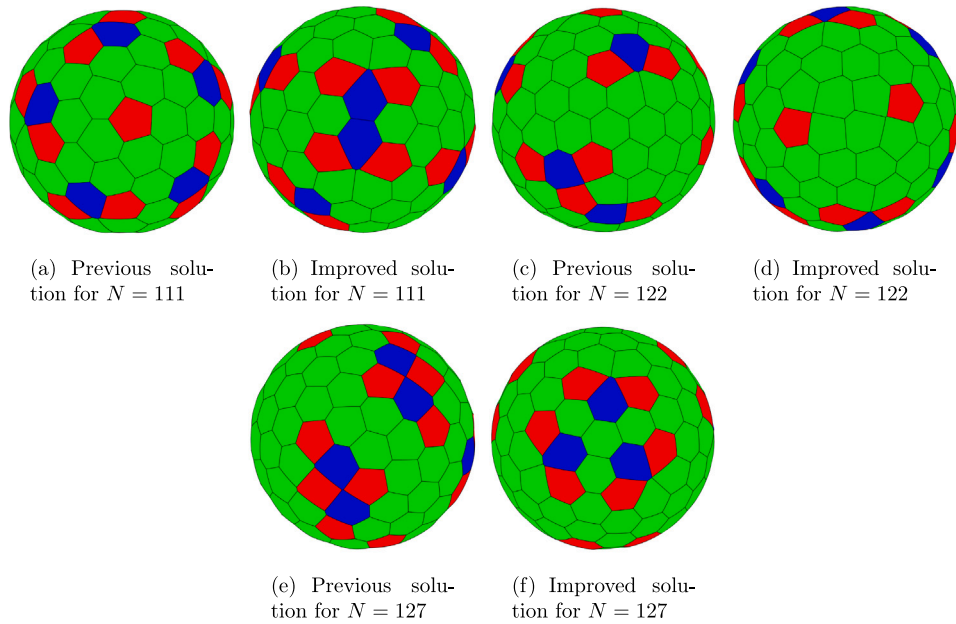 (a) Previous solu-
tion for N = 111
(b) Improved solu-
tion for N = 111
(c) Previous solu-
tion for N = 122
(d) Improved solu-
tion for N = 122
(e) Previous solu-
tion for N = 127
(f) Improved solu-
tion for N = 127